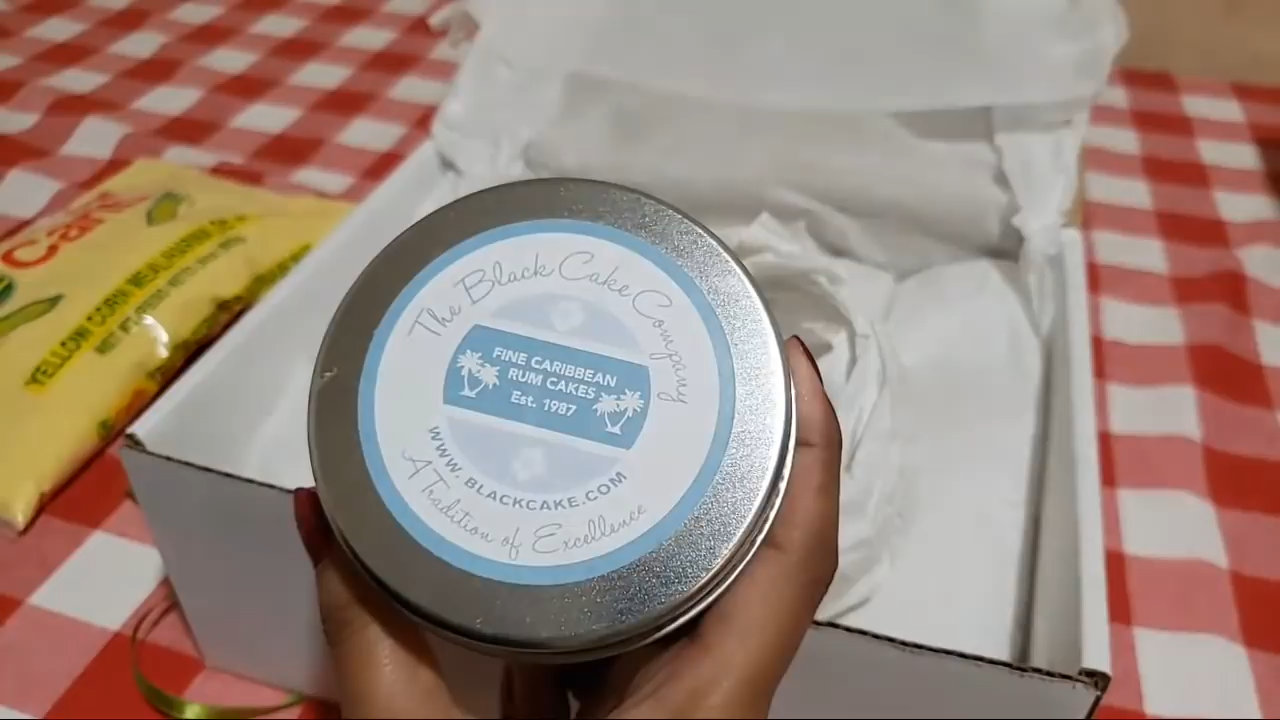 The Black Cake Company
FINE CARIBBEAN
RUM CAKES
Est. 1987
WWW.BLACKCAKE.COM
A Tradition of Excellence
YELLOW CORN MEAL